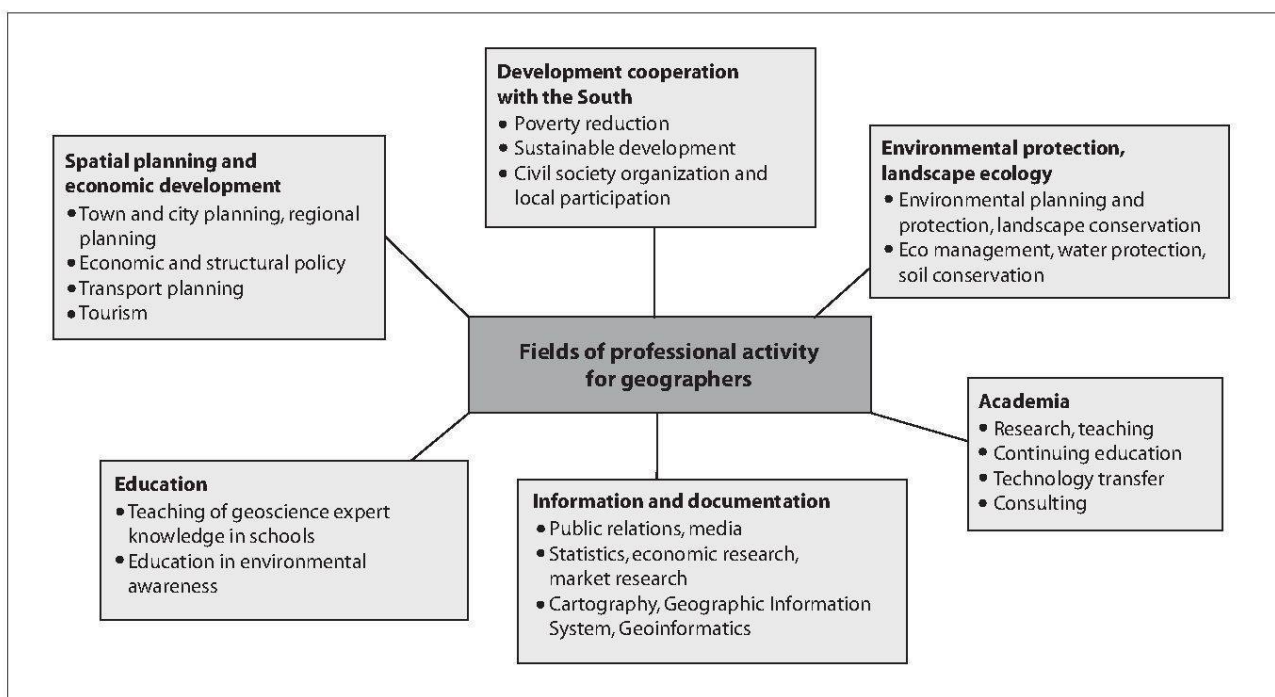 Development cooperation
with the South
• Poverty reduction
• Sustainable development
• Civil society organization and
local participation
Spatial planning and
economic development
• Town and city planning, regional
planning
• Economic and structural policy
• Transport planning
• Tourism
Environmental protection,
landscape ecology
• Environmental planning and
protection, landscape conservation
• Eco management, water protection,
soil conservation
Fields of professional activity
for geographers
Academia
• Research, teaching
• Continuing education
• Technology transfer
• Consulting
Education
• Teaching of geoscience expert
knowledge in schools
• Education in environmental
awareness
Information and documentation
• Public relations, media
• Statistics, economic research,
market research
• Cartography, Geographic Information
System, Geoinformatics